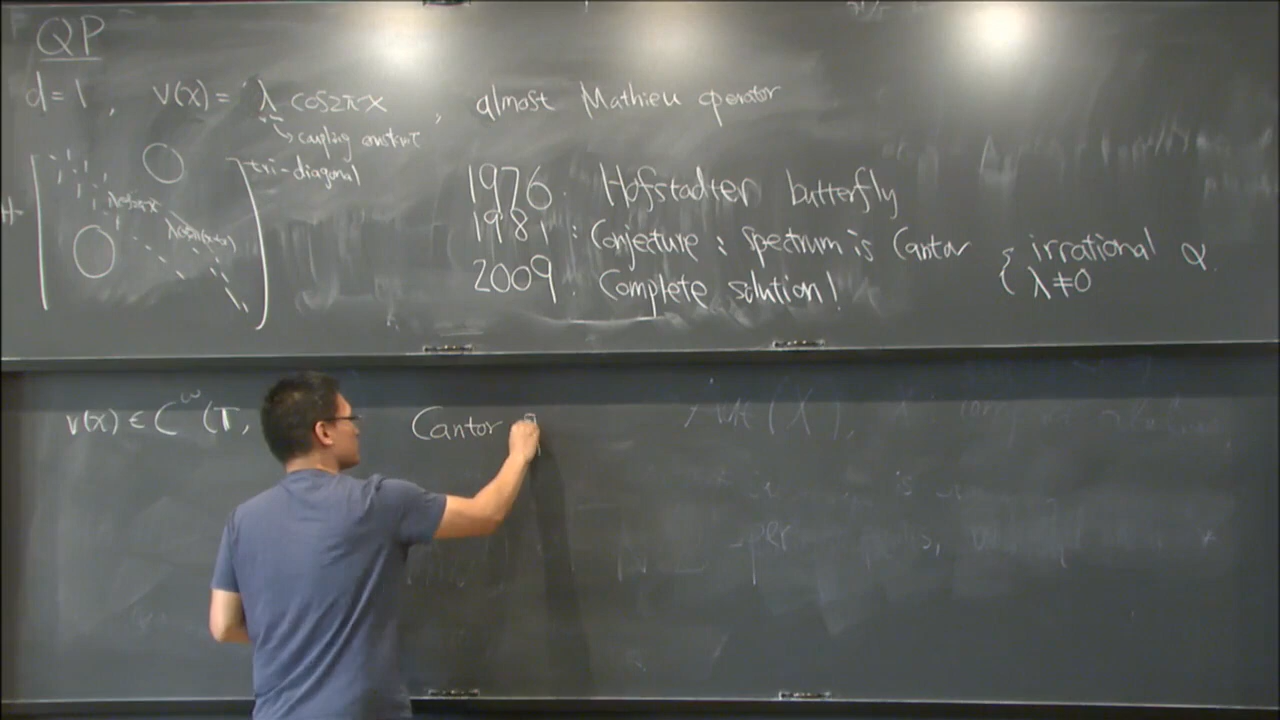 QP
d=1, V(x) = λ cos2πx, almost Mathieu operator
↳ coupling constant
tri-diagonal
H
1976: Hofstadter butterfly
1981: Conjecture: spectrum is Cantor { irrational α.
λ≠0
2009: Complete solution!
v(x) ∈ C^ω(T, Cantor